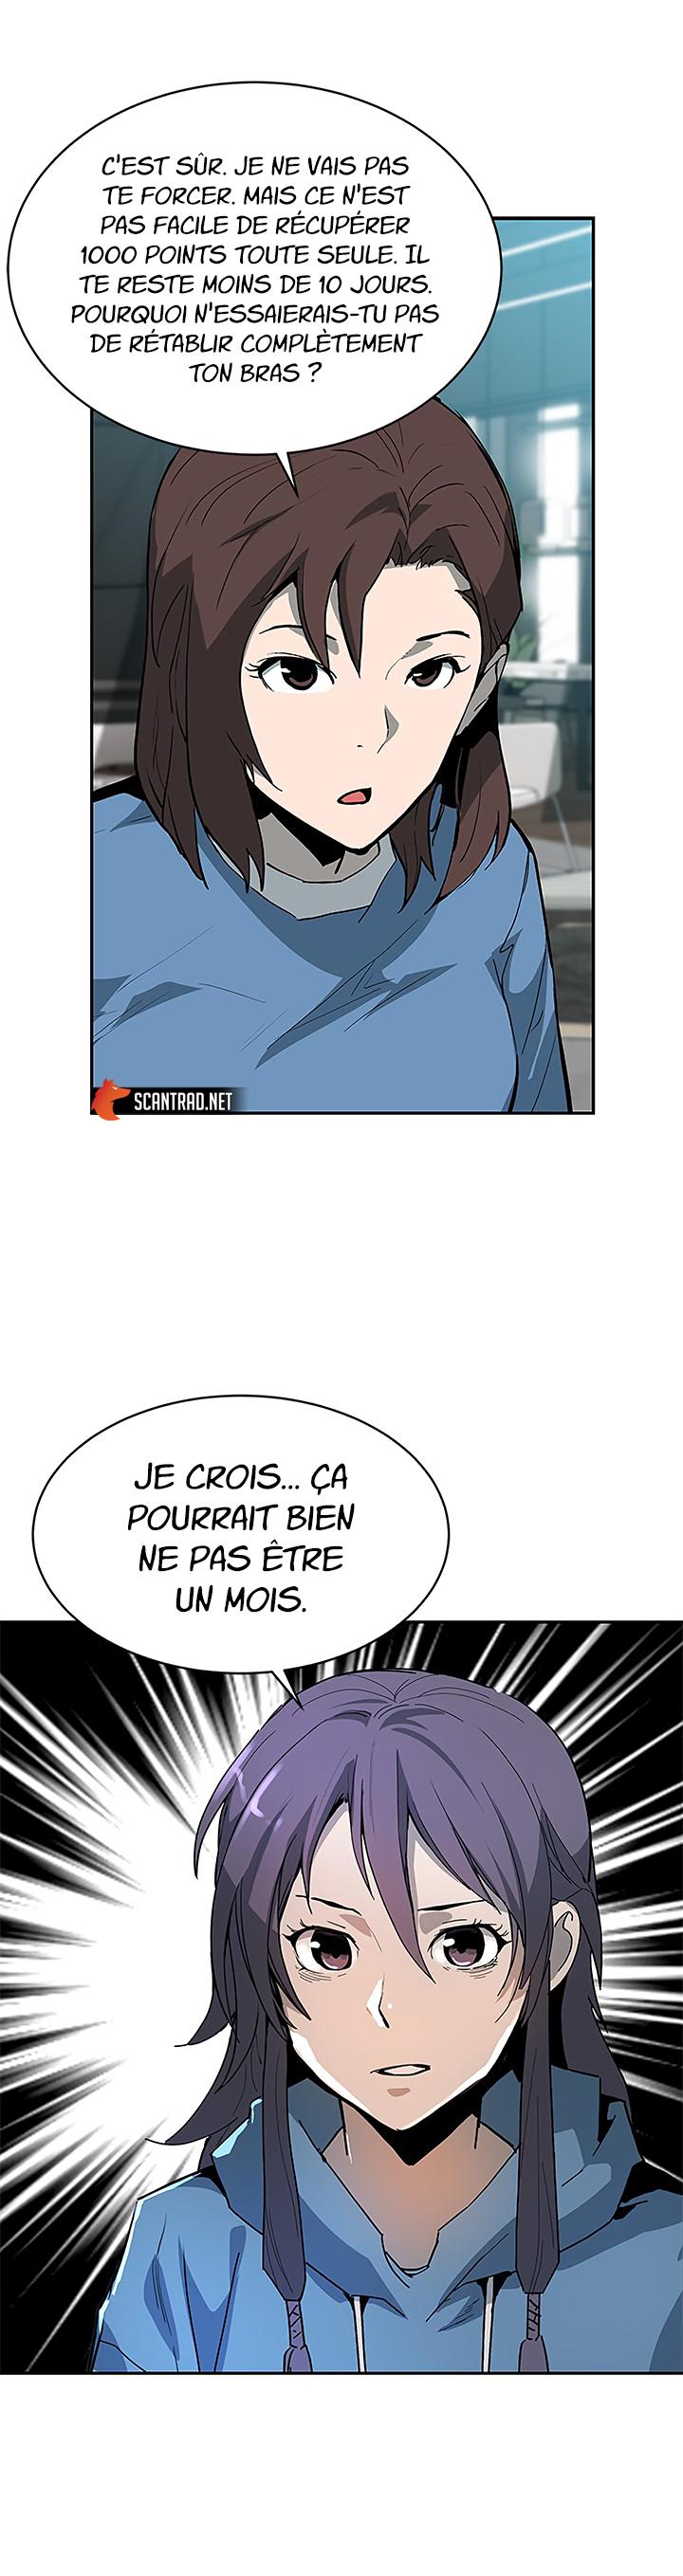 C'EST SÛR. JE NE VAIS PAS
TE FORCER. MAIS CE N'EST
PAS FACILE DE RÉCUPÉRER
1000 POINTS TOUTE SEULE. IL
TE RESTE MOINS DE 10 JOURS.
POURQUOI N'ESSAIERAIS-TU PAS
DE RÉTABLIR COMPLÈTEMENT
TON BRAS ?
SCANTRAD.NET
JE CROIS... ÇA
POURRAIT BIEN
NE PAS ÊTRE
UN MOIS.